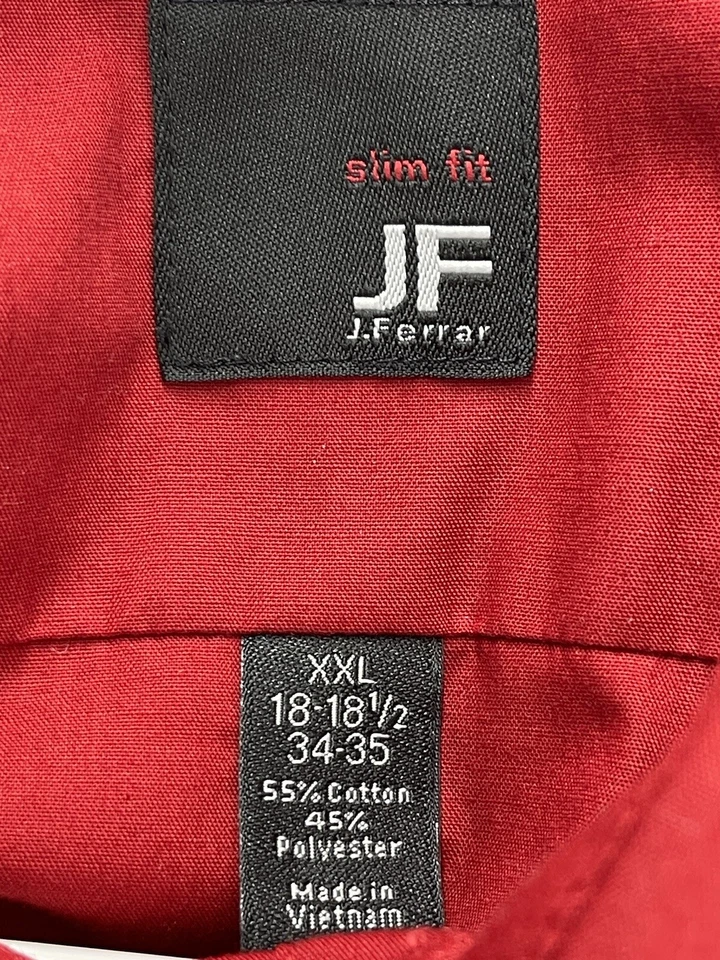 slim fit
JF
J.Ferrar
XXL
18-18½
34-35
55% Cotton
45%
Polyester
Made in
Vietnam